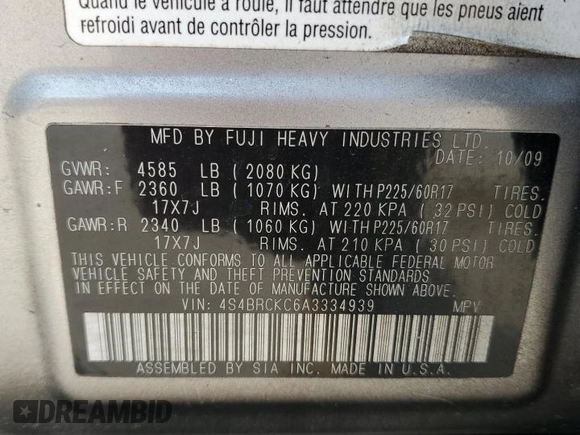 Quand le véhicule a roulé, il faut attendre que les pneus aient
refroidi avant de contrôler la pression.
MFD BY FUJI HEAVY INDUSTRIES LTD.
DATE: 10/09
GVWR: 4585 LB (2080 KG)
GAWR:F 2360 LB (1070 KG) WITH P225/60R17 TIRES.
17X7J RIMS. AT 220 KPA (32 PSI) COLD
GAWR:R 2340 LB (1060 KG) WITH P225/60R17 TIRES.
17X7J RIMS. AT 210 KPA (30 PSI) COLD
THIS VEHICLE CONFORMS TO ALL APPLICABLE FEDERAL MOTOR
VEHICLE SAFETY AND THEFT PREVENTION STANDARDS
IN EFFECT ON THE DATE OF MANUFACTURE SHOWN ABOVE.
VIN: 4S4BRCKC6A3334939 MPV
ASSEMBLED BY SIA INC. MADE IN U.S.A.
DREAMBID